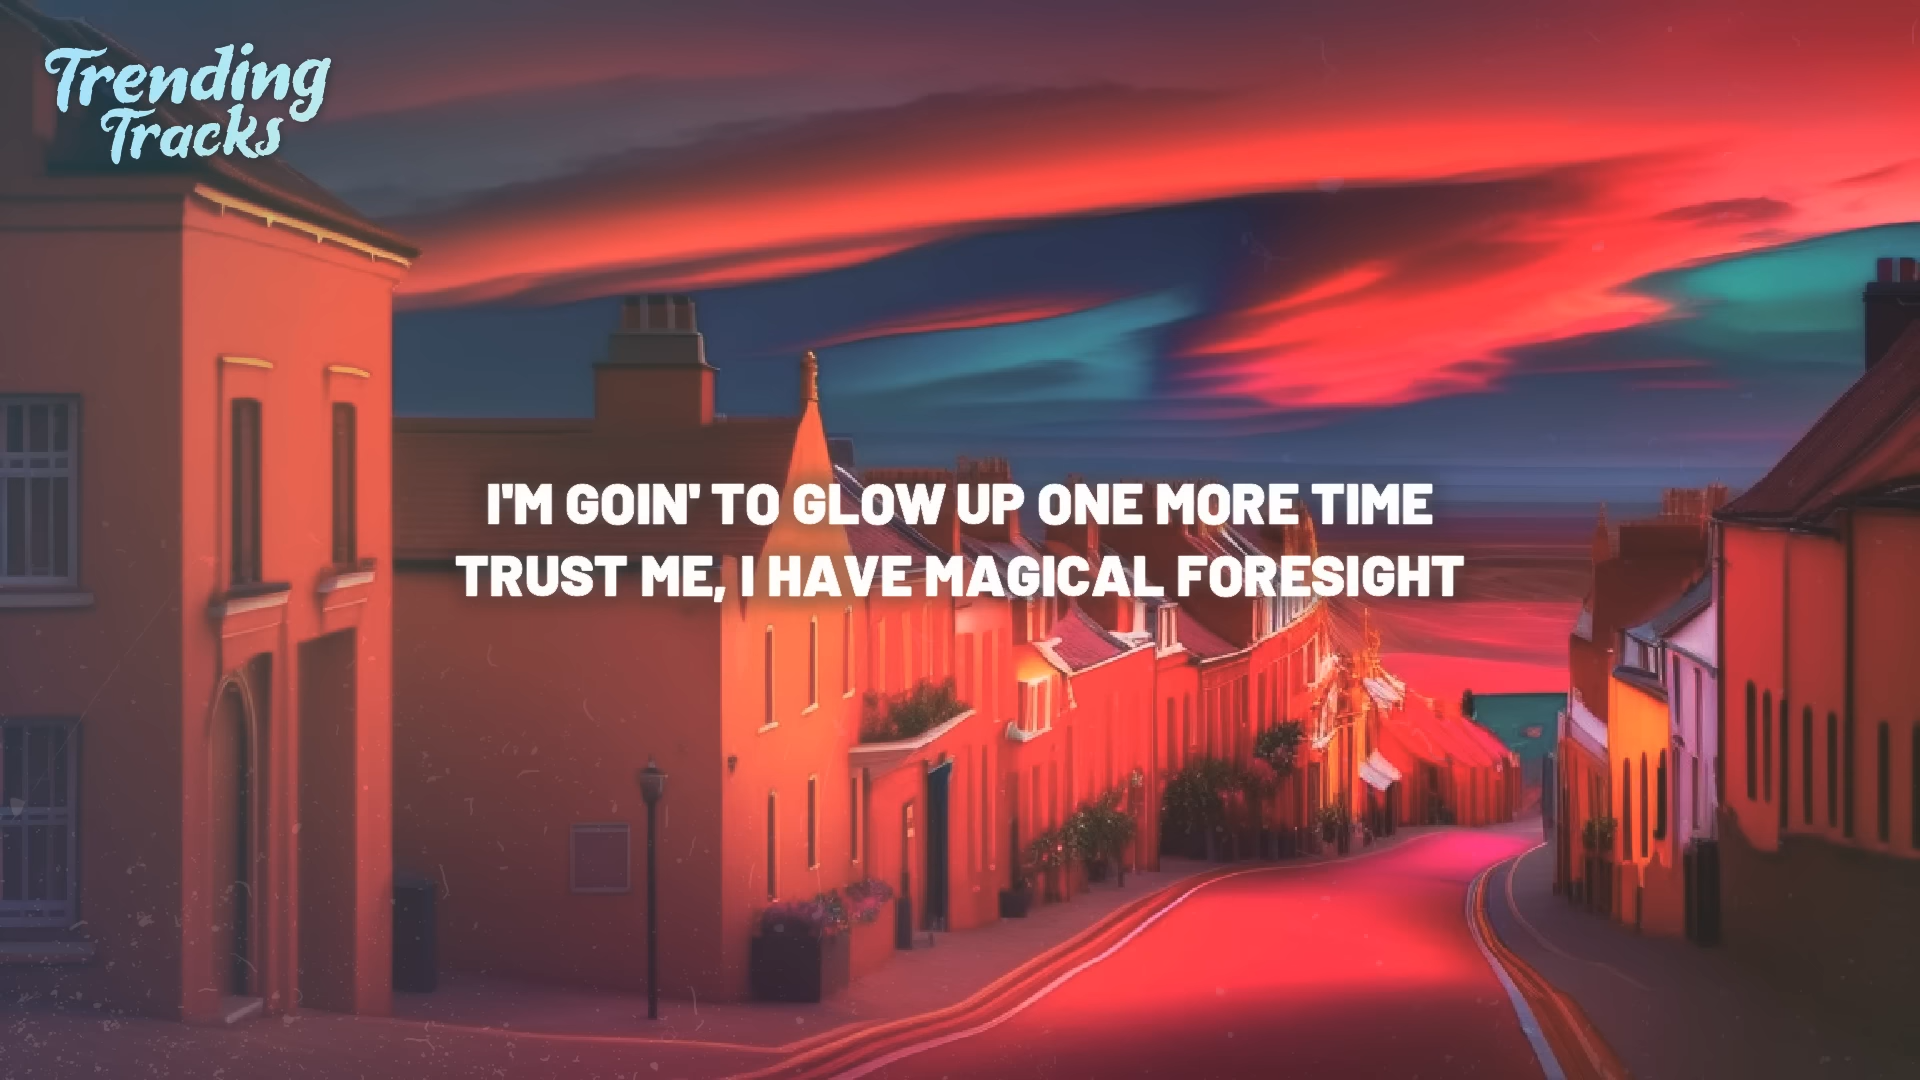 Trending
Tracks
I'M GOIN' TO GLOW UP ONE MORE TIME
TRUST ME, I HAVE MAGICAL FORESIGHT